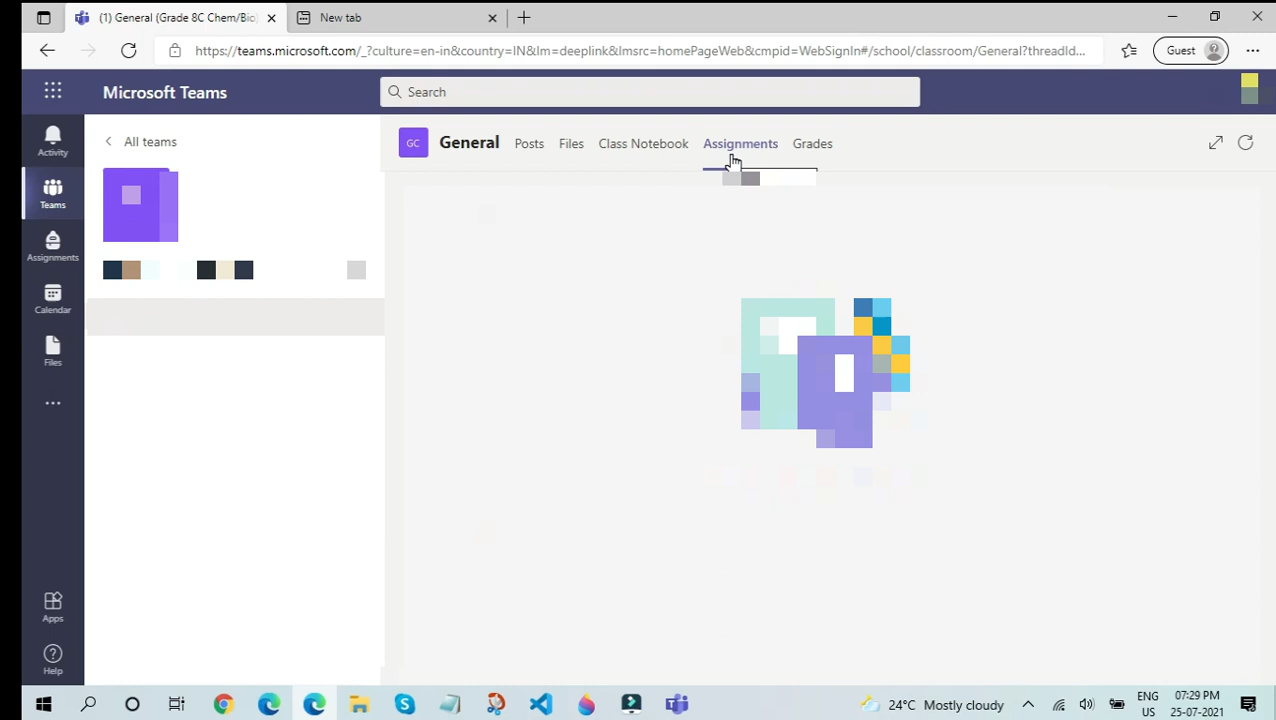 (1) General (Grade 8C Chem/Bio)
New tab
https://teams.microsoft.com/_?culture=en-in&country=IN&lm=deeplink&lmsrc=homePageWeb&cmpid=WebSignIn#/school/classroom/General?threadId...
Guest
Microsoft Teams
Search
Activity
Teams
Assignments
Calendar
Files
Apps
Help
All teams
GC
General
Posts
Files
Class Notebook
Assignments
Grades
24°C Mostly cloudy
ENG
US
07:29 PM
25-07-2021